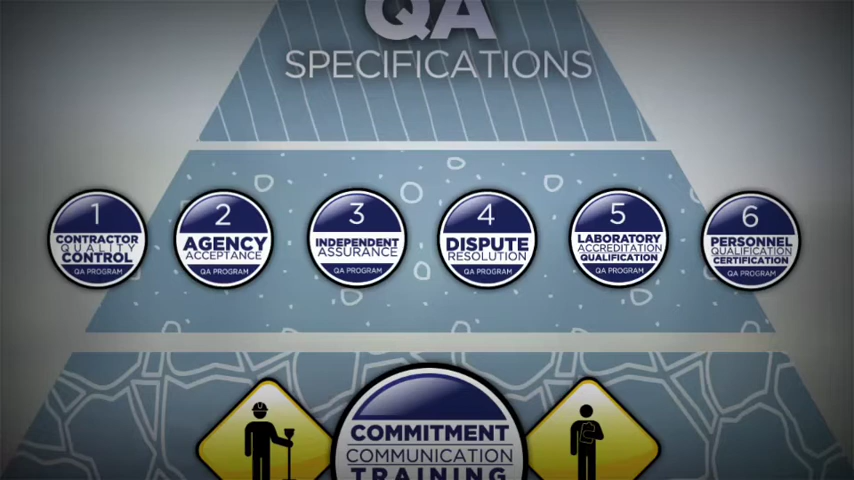 QA
SPECIFICATIONS
1
CONTRACTOR
QUALITY
CONTROL
QA PROGRAM
2
AGENCY
ACCEPTANCE
QA PROGRAM
3
INDEPENDENT
ASSURANCE
QA PROGRAM
4
DISPUTE
RESOLUTION
QA PROGRAM
5
LABORATORY
ACCREDITATION
QUALIFICATION
QA PROGRAM
6
PERSONNEL
QUALIFICATION
CERTIFICATION
QA PROGRAM
COMMITMENT
COMMUNICATION
TRAINING